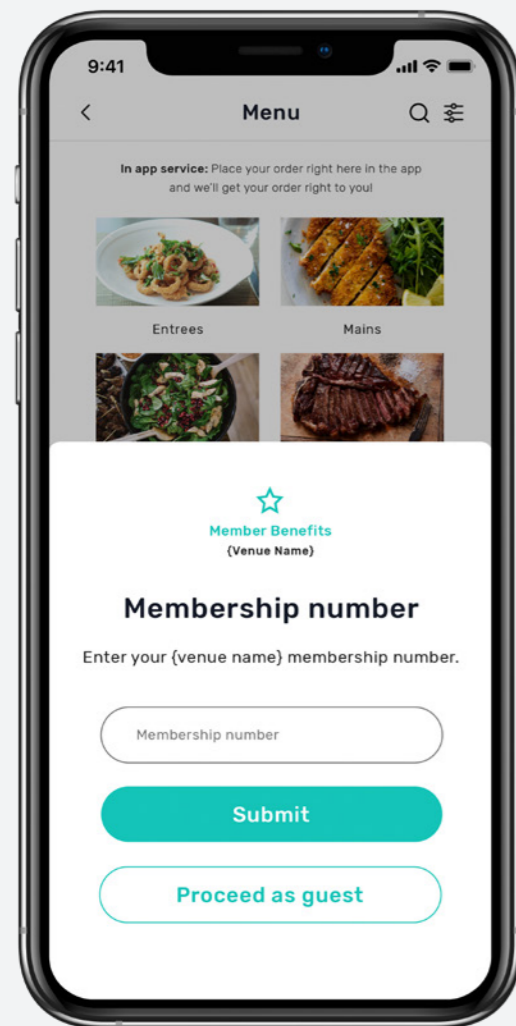 9:41
Menu
In app service: Place your order right here in the app
and we'll get your order right to you!
Entrees
Mains
Member Benefits
{Venue Name}
Membership number
Enter your {venue name} membership number.
Membership number
Submit
Proceed as guest